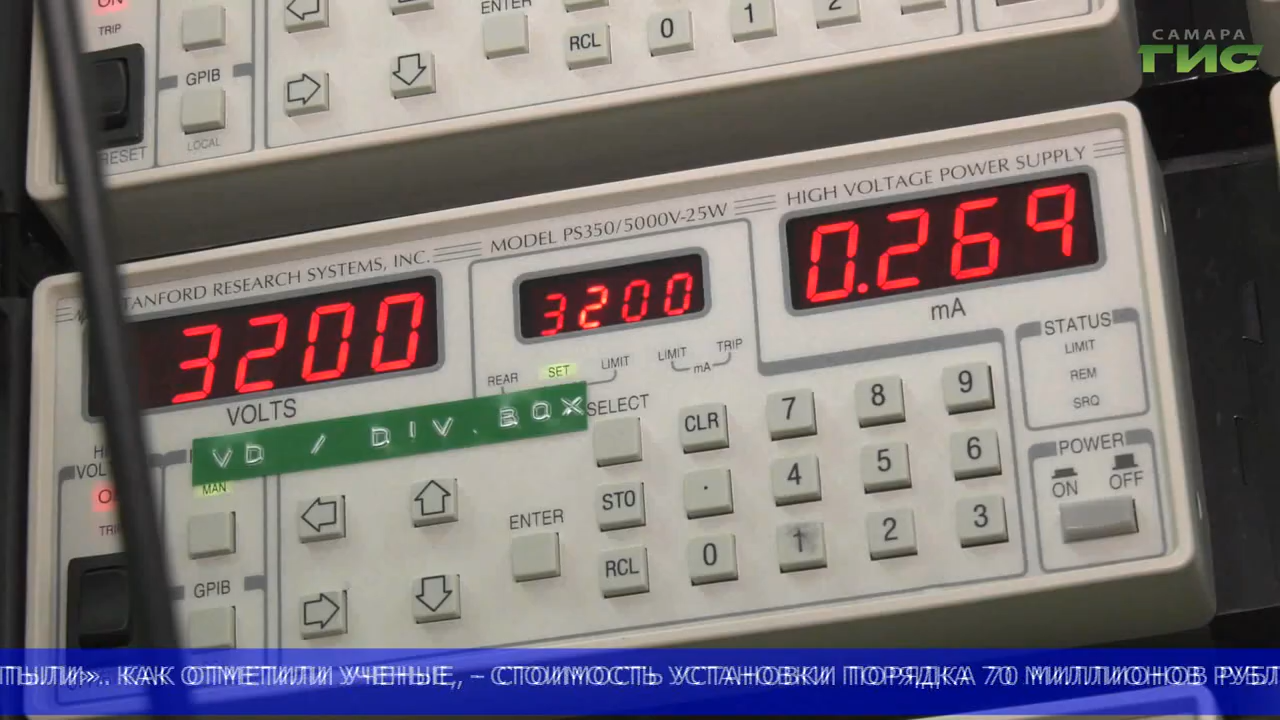 ON
TRIP
RESET
GPIB
LOCAL
ENTER
RCL
0
1
2
САМАРА
ГИС
STANFORD RESEARCH SYSTEMS, INC.
MODEL PS350/5000V-25W
HIGH VOLTAGE POWER SUPPLY
3200
3200
0.269
VOLTS
mA
REAR
SET
LIMIT
LIMIT
mA
TRIP
STATUS
LIMIT
REM
SRQ
VD / DIV. BOX
SELECT
CLR
7
8
9
MAN
STO
.
4
5
6
POWER
ON
OFF
GPIB
ENTER
RCL
0
1
2
3
КАК ОТМЕТИЛИ УЧЕНЫЕ, – СТОИМОСТЬ УСТАНОВКИ ПОРЯДКА 70 МИЛЛИОНОВ